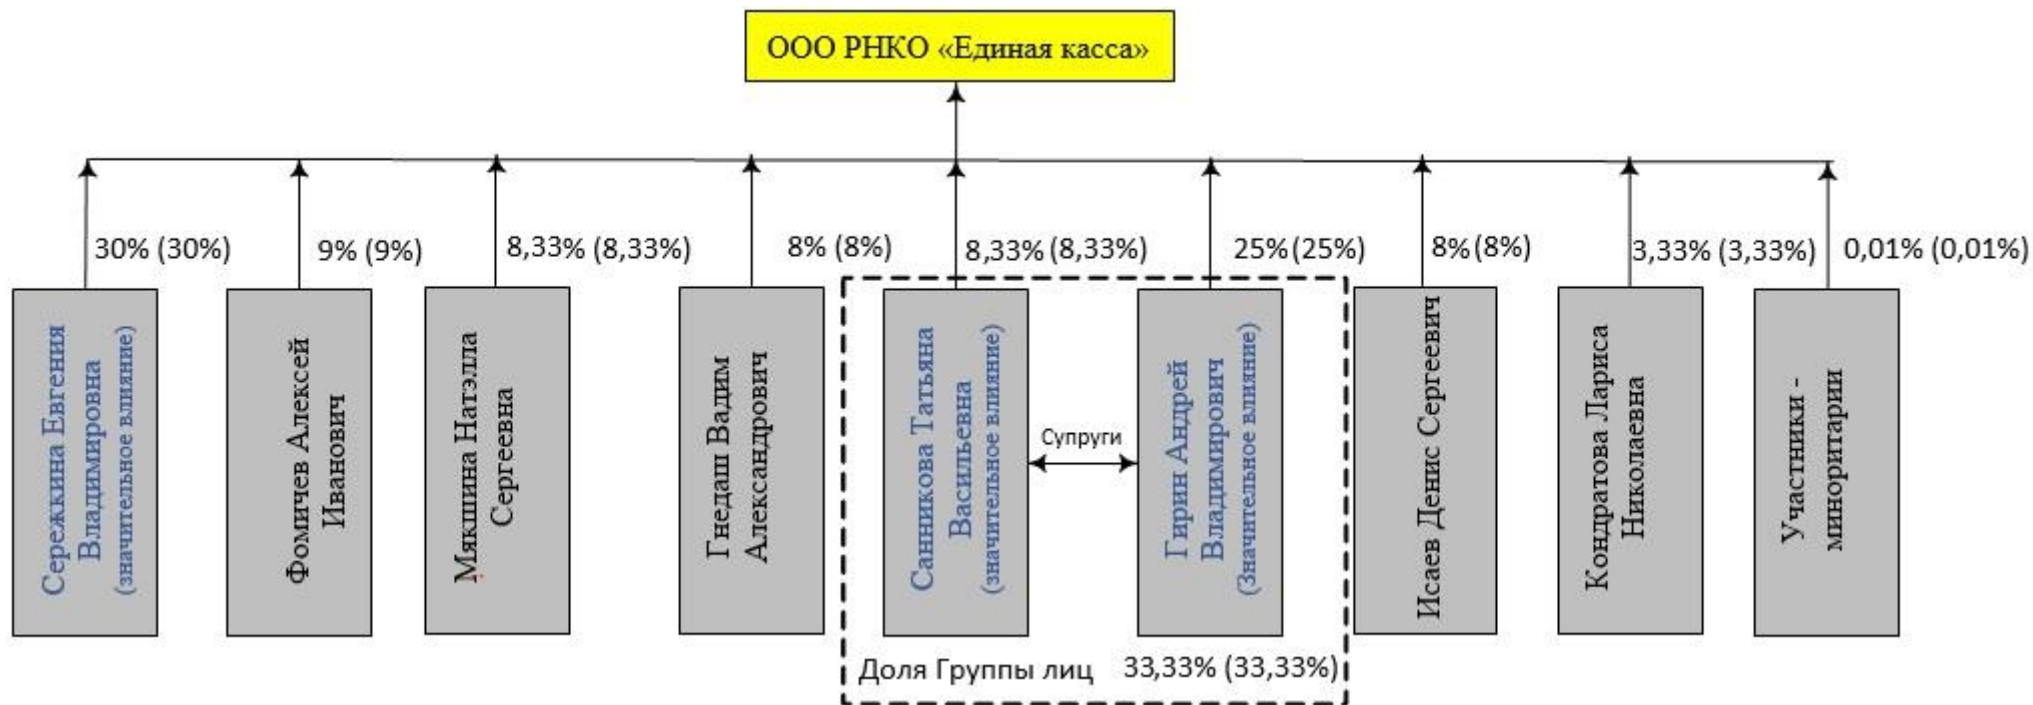 ООО РНКО «Единая касса»
30% (30%)
9% (9%)
8,33% (8,33%)
8% (8%)
8,33% (8,33%)
25% (25%)
8% (8%)
3,33% (3,33%)
0,01% (0,01%)
Сережкина Евгения
Владимировна
(значительное влияние)
Фомичев Алексей
Иванович
Мякшина Натэлла
Сергеевна
Гнедаш Вадим
Александрович
Санникова Татьяна
Васильевна
(значительное влияние)
Супруги
Гирин Андрей
Владимирович
(Значительное влияние)
Исаев Денис Сергеевич
Кондратова Лариса
Николаевна
Участники -
миноритарии
Доля Группы лиц 33,33% (33,33%)